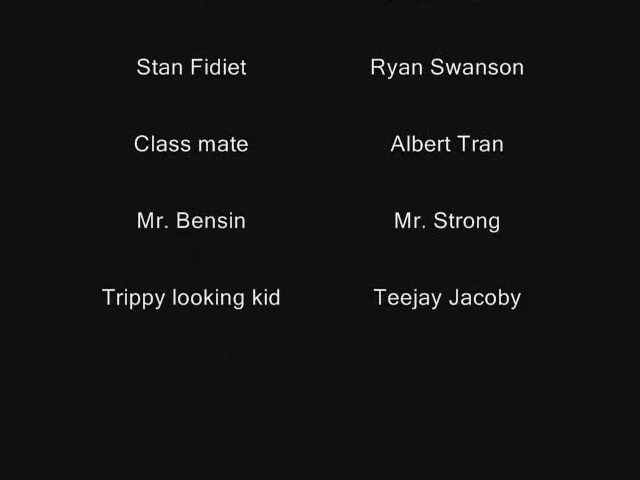 Stan Fidiet Ryan Swanson
Class mate Albert Tran
Mr. Bensin Mr. Strong
Trippy looking kid Teejay Jacoby